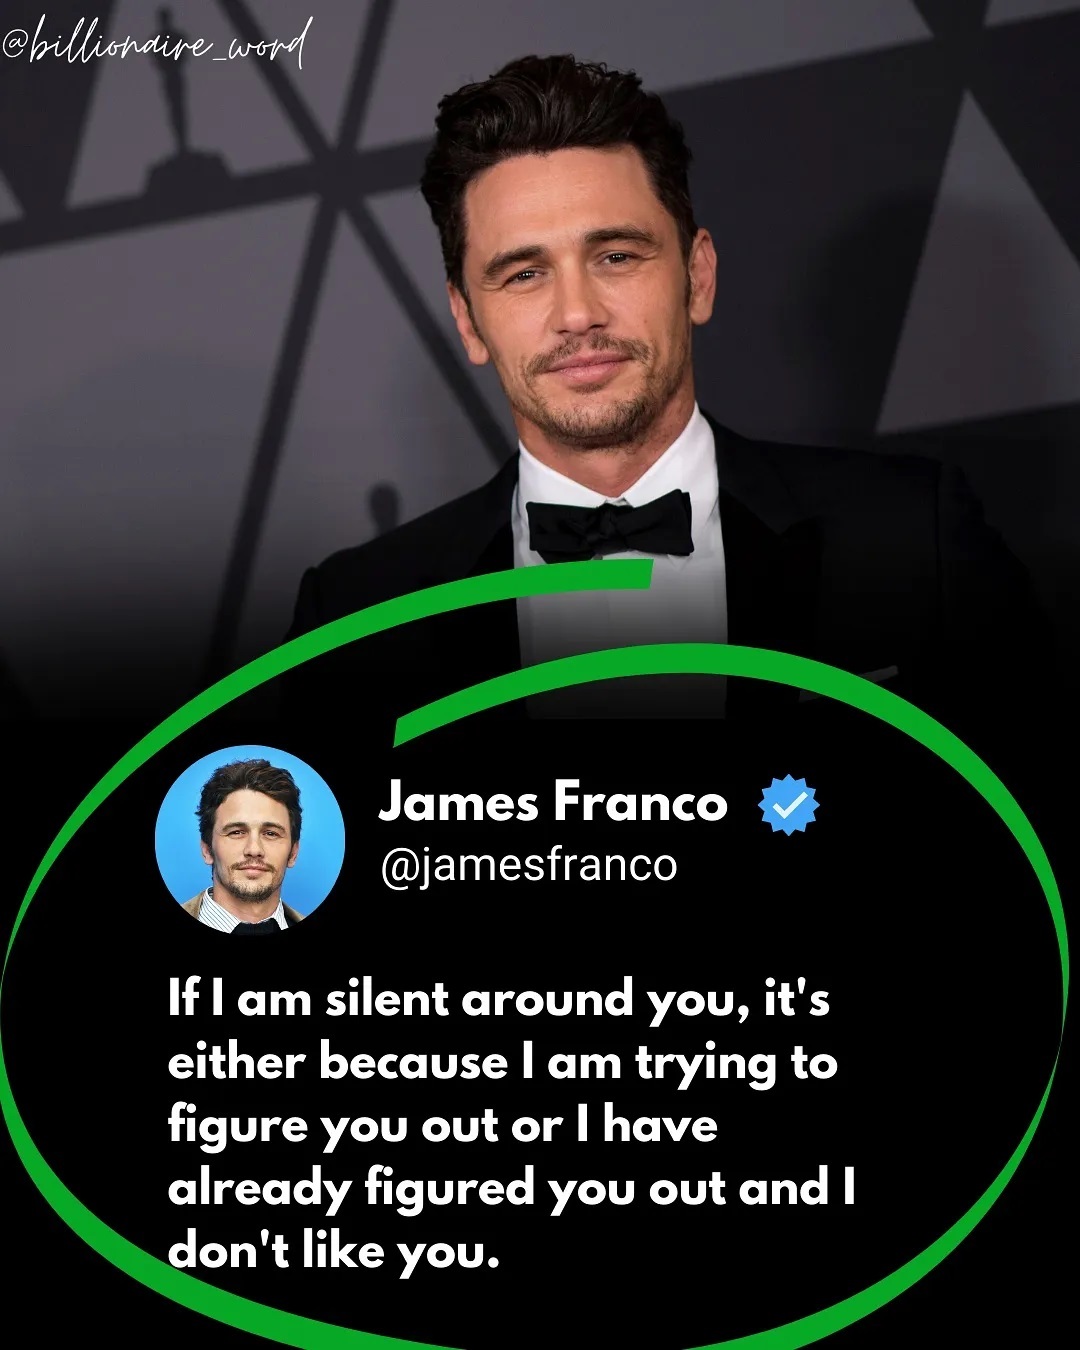 @billionaire_word
James Franco
@jamesfranco
If I am silent around you, it's
either because I am trying to
figure you out or I have
already figured you out and I
don't like you.